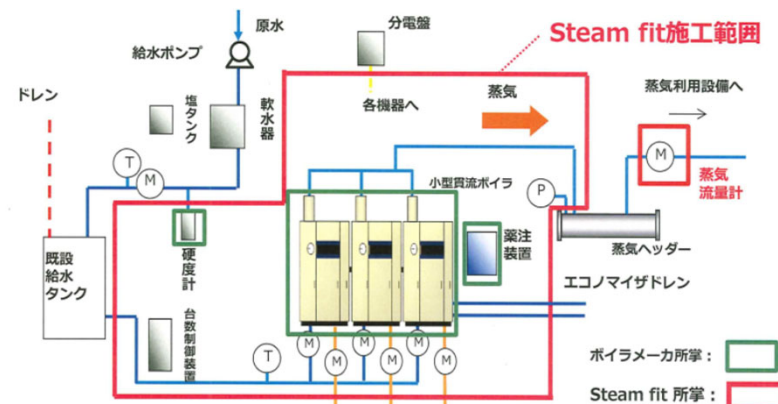 原水
給水ポンプ
分電盤
Steam fit施工範囲
ドレン
塩タンク
軟水器
各機器へ
蒸気
蒸気利用設備へ
T
M
M
蒸気
流量計
小型貫流ボイラ
P
硬度計
薬注
装置
蒸気ヘッダー
既設
給水
タンク
エコノマイザドレン
台数制御装置
T
M
M
M
M
M
M
ボイラメーカ所掌：
Steam fit 所掌：